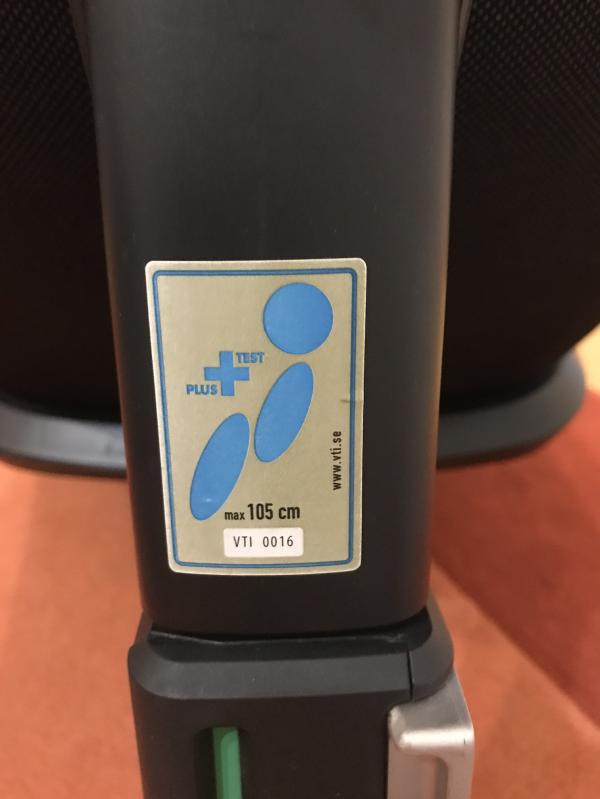 TEST
PLUS
www.vti.se
max 105 cm
VTI 0016